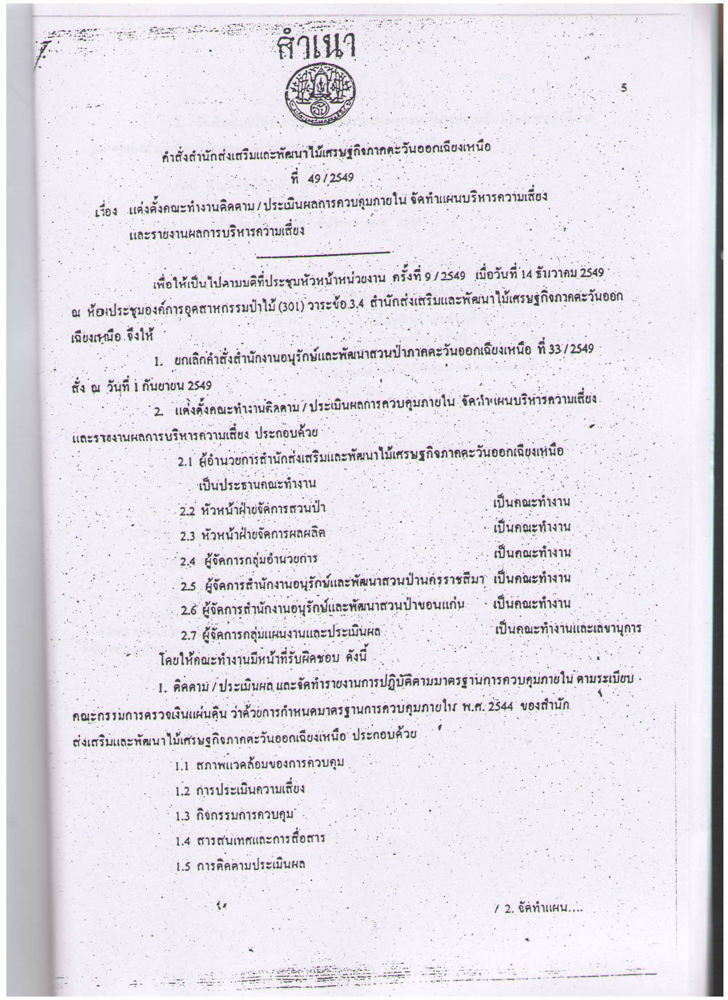 สำเนา
5
คำสั่งสำนักส่งเสริมและพัฒนาไม้เศรษฐกิจภาคตะวันออกเฉียงเหนือ
ที่ 49 / 2549
เรื่อง แต่งตั้งคณะทำงานติดตาม / ประเมินผลการควบคุมภายใน จัดทำแผนบริหารความเสี่ยง
และรายงานผลการบริหารความเสี่ยง
เพื่อให้เป็นไปตามมติที่ประชุมหัวหน้าหน่วยงาน ครั้งที่ 9 / 2549 เมื่อวันที่ 14 ธันวาคม 2549
ณ ห้องประชุมองค์การอุตสาหกรรมป่าไม้ (301) วาระข้อ 3.4 สำนักส่งเสริมและพัฒนาไม้เศรษฐกิจภาคตะวันออก
เฉียงเหนือ จึงให้
1. ยกเลิกคำสั่งสำนักงานอนุรักษ์และพัฒนาสวนป่าภาคตะวันออกเฉียงเหนือ ที่ 33 / 2549
สั่ง ณ วันที่ 1 กันยายน 2549
2. แต่งตั้งคณะทำงานติดตาม / ประเมินผลการควบคุมภายใน จัดทำแผนบริหารความเสี่ยง
และรายงานผลการบริหารความเสี่ยง ประกอบด้วย
2.1 ผู้อำนวยการสำนักส่งเสริมและพัฒนาไม้เศรษฐกิจภาคตะวันออกเฉียงเหนือ
เป็นประธานคณะทำงาน
2.2 หัวหน้าฝ่ายจัดการสวนป่า เป็นคณะทำงาน
2.3 หัวหน้าฝ่ายจัดการผลผลิต เป็นคณะทำงาน
2.4 ผู้จัดการกลุ่มอำนวยการ เป็นคณะทำงาน
2.5 ผู้จัดการสำนักงานอนุรักษ์และพัฒนาสวนป่านครราชสีมา เป็นคณะทำงาน
2.6 ผู้จัดการสำนักงานอนุรักษ์และพัฒนาสวนป่าขอนแก่น เป็นคณะทำงาน
2.7 ผู้จัดการกลุ่มแผนงานและประเมินผล เป็นคณะทำงานและเลขานุการ
โดยให้คณะทำงานมีหน้าที่รับผิดชอบ ดังนี้
1. ติดตาม / ประเมินผล และจัดทำรายงานการปฏิบัติตามมาตรฐานการควบคุมภายใน ตามระเบียบ
คณะกรรมการตรวจเงินแผ่นดิน ว่าด้วยการกำหนดมาตรฐานการควบคุมภายใน พ.ศ. 2544 ของสำนัก
ส่งเสริมและพัฒนาไม้เศรษฐกิจภาคตะวันออกเฉียงเหนือ ประกอบด้วย
1.1 สภาพแวดล้อมของการควบคุม
1.2 การประเมินความเสี่ยง
1.3 กิจกรรมการควบคุม
1.4 สารสนเทศและการสื่อสาร
1.5 การติดตามประเมินผล
/ 2. จัดทำแผน....